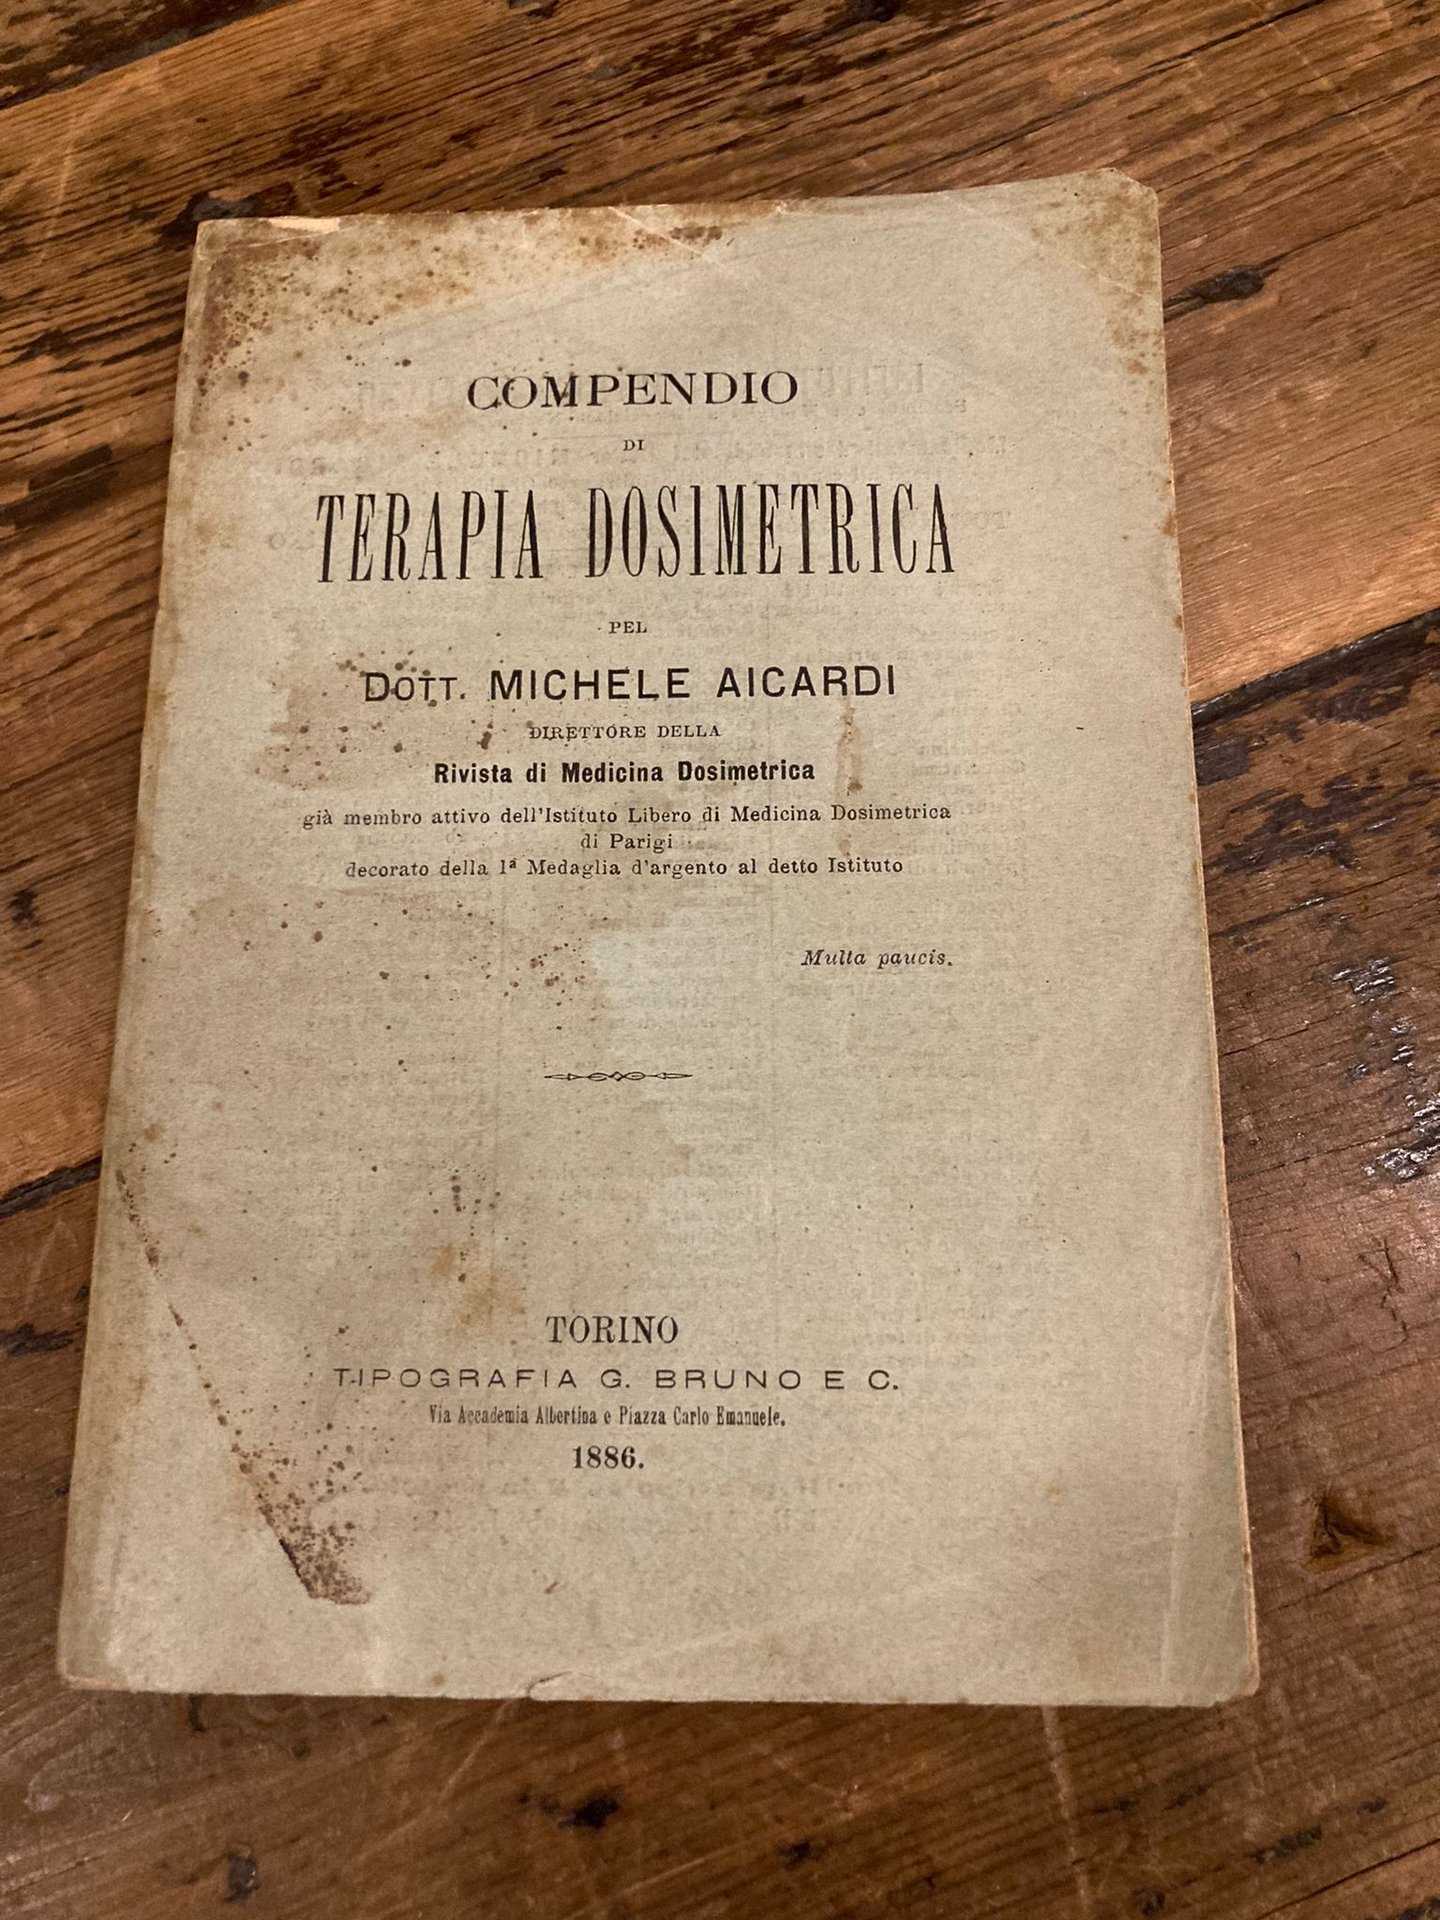 COMPENDIO
DI
TERAPIA DOSIMETRICA
PEL
DOTT. MICHELE AICARDI
DIRETTORE DELLA
Rivista di Medicina Dosimetrica
già membro attivo dell'Istituto Libero di Medicina Dosimetrica
di Parigi
decorato della 1ª Medaglia d'argento al detto Istituto
Multa paucis.
TORINO
TIPOGRAFIA G. BRUNO E C.
Via Accademia Albertina e Piazza Carlo Emanuele.
1886.